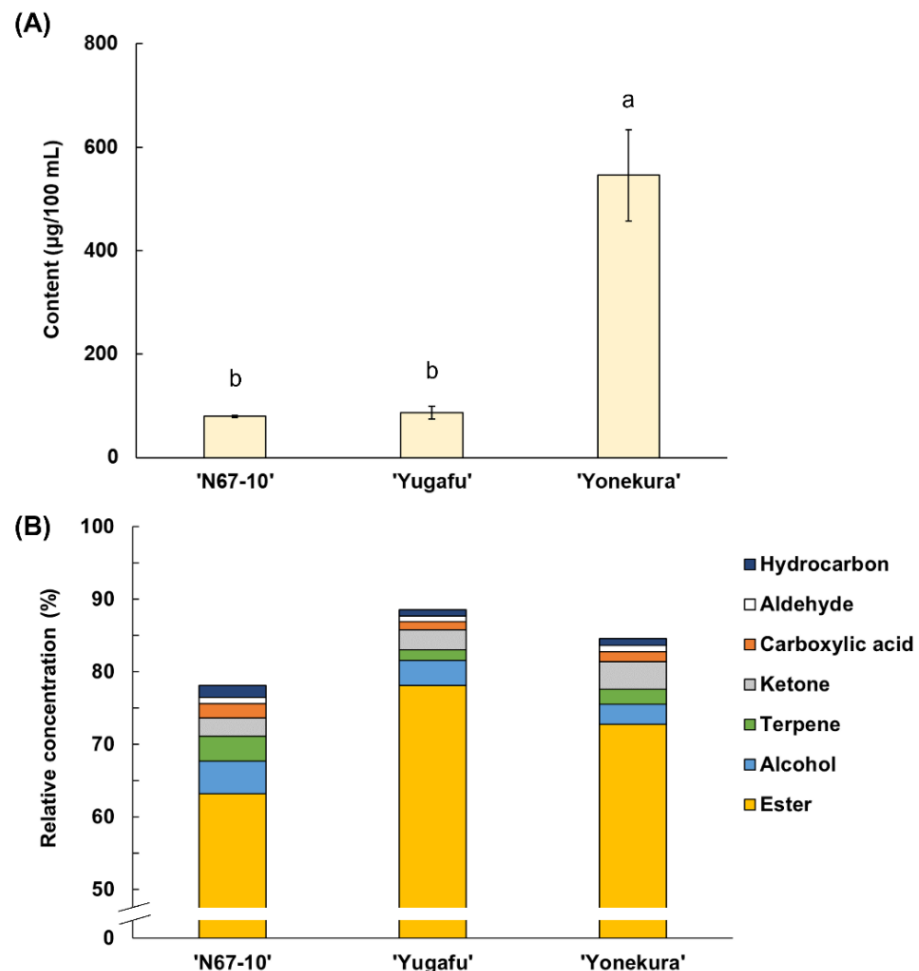 (A)
800
600
400
200
0
Content (µg/100 mL)
b
b
a
'N67-10'
'Yugafu'
'Yonekura'
(B)
100
90
80
70
60
50
0
Relative concentration (%)
'N67-10'
'Yugafu'
'Yonekura'
Hydrocarbon
Aldehyde
Carboxylic acid
Ketone
Terpene
Alcohol
Ester